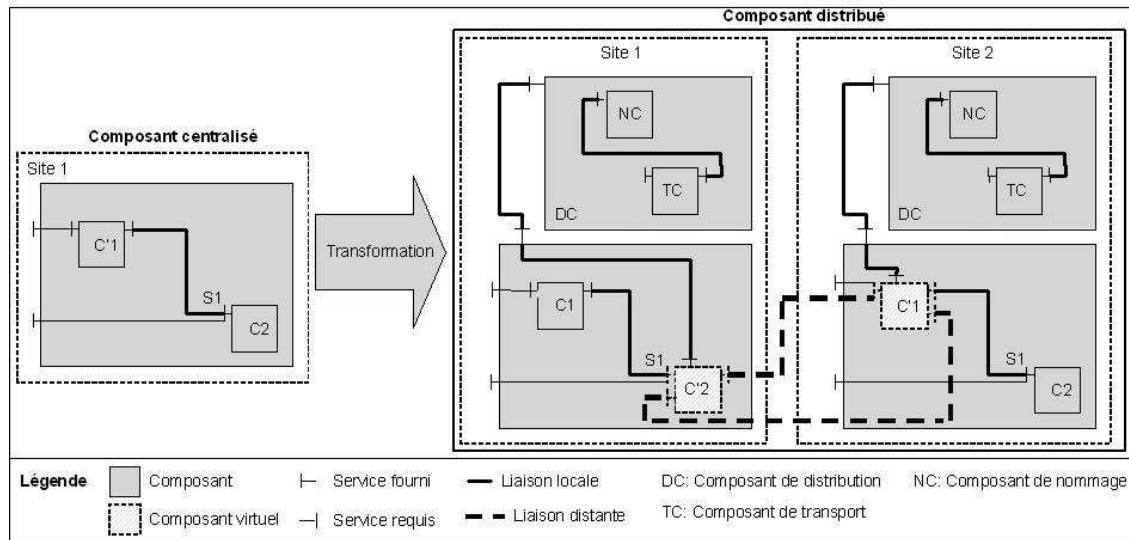 Composant distribué
Composant centralisé
Site 1
C'1
S1
C2
Transformation
Site 1
NC
TC
DC
C1
S1
C'2
Site 2
NC
TC
DC
C'1
S1
C2
Légende
Composant
Service fourni
Liaison locale
DC: Composant de distribution
NC: Composant de nommage
Composant virtuel
Service requis
Liaison distante
TC: Composant de transport